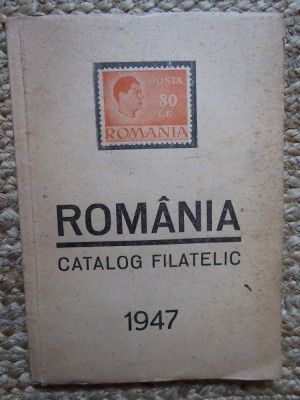 POSTA
80
LEI
ROMANIA
ROMÂNIA
CATALOG FILATELIC
1947